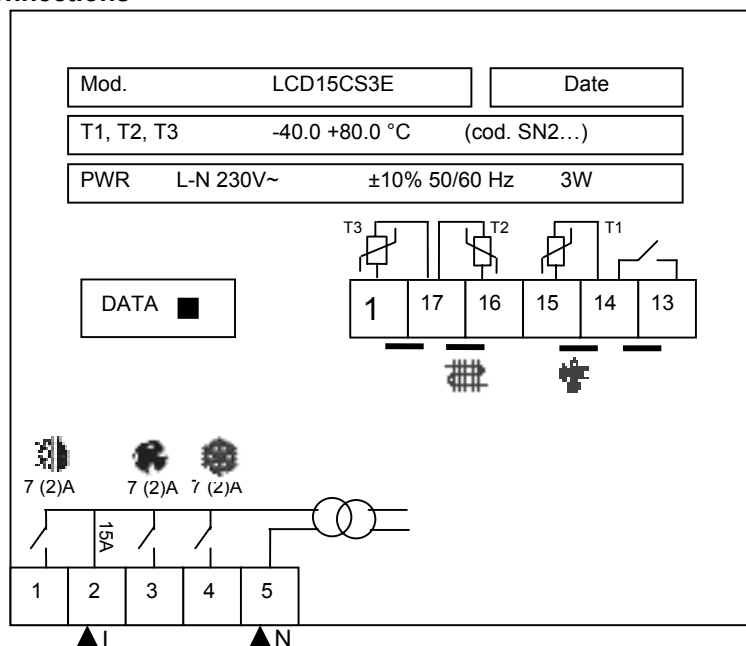 onnections
Mod. LCD15CS3E Date
T1, T2, T3 -40.0 +80.0 °C (cod. SN2…)
PWR L-N 230V~ ±10% 50/60 Hz 3W
T3 T2 T1
DATA
1 17 16 15 14 13
7 (2)A 7 (2)A 7 (2)A
15A
1 2 3 4 5
N